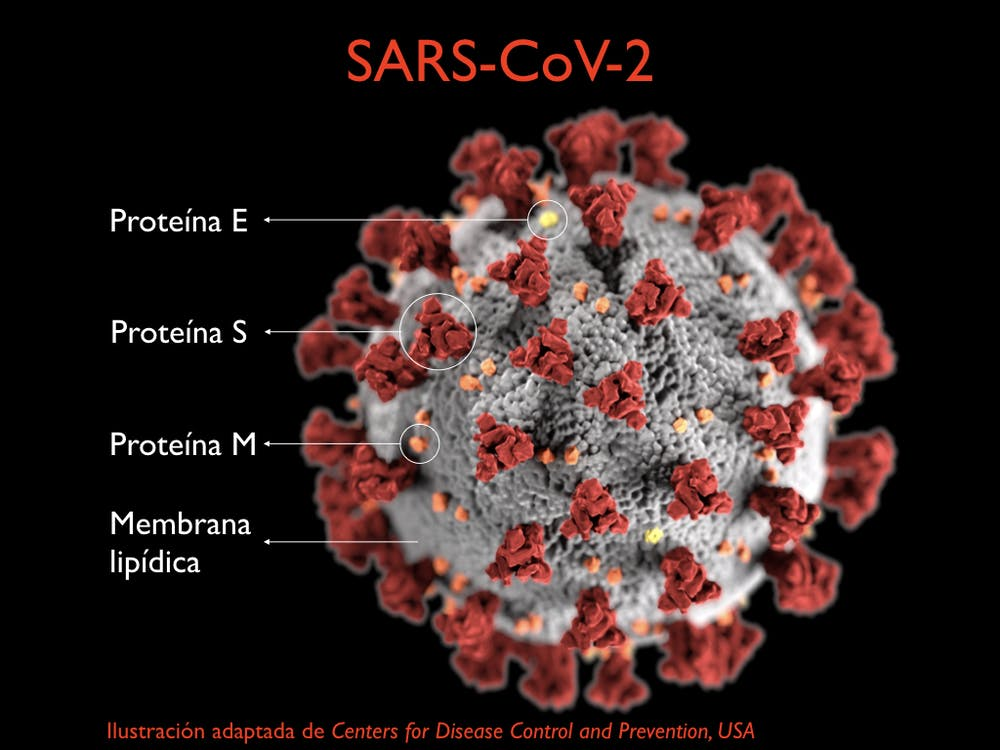 SARS-CoV-2
Proteína E
Proteína S
Proteína M
Membrana
lipídica
Ilustración adaptada de Centers for Disease Control and Prevention, USA